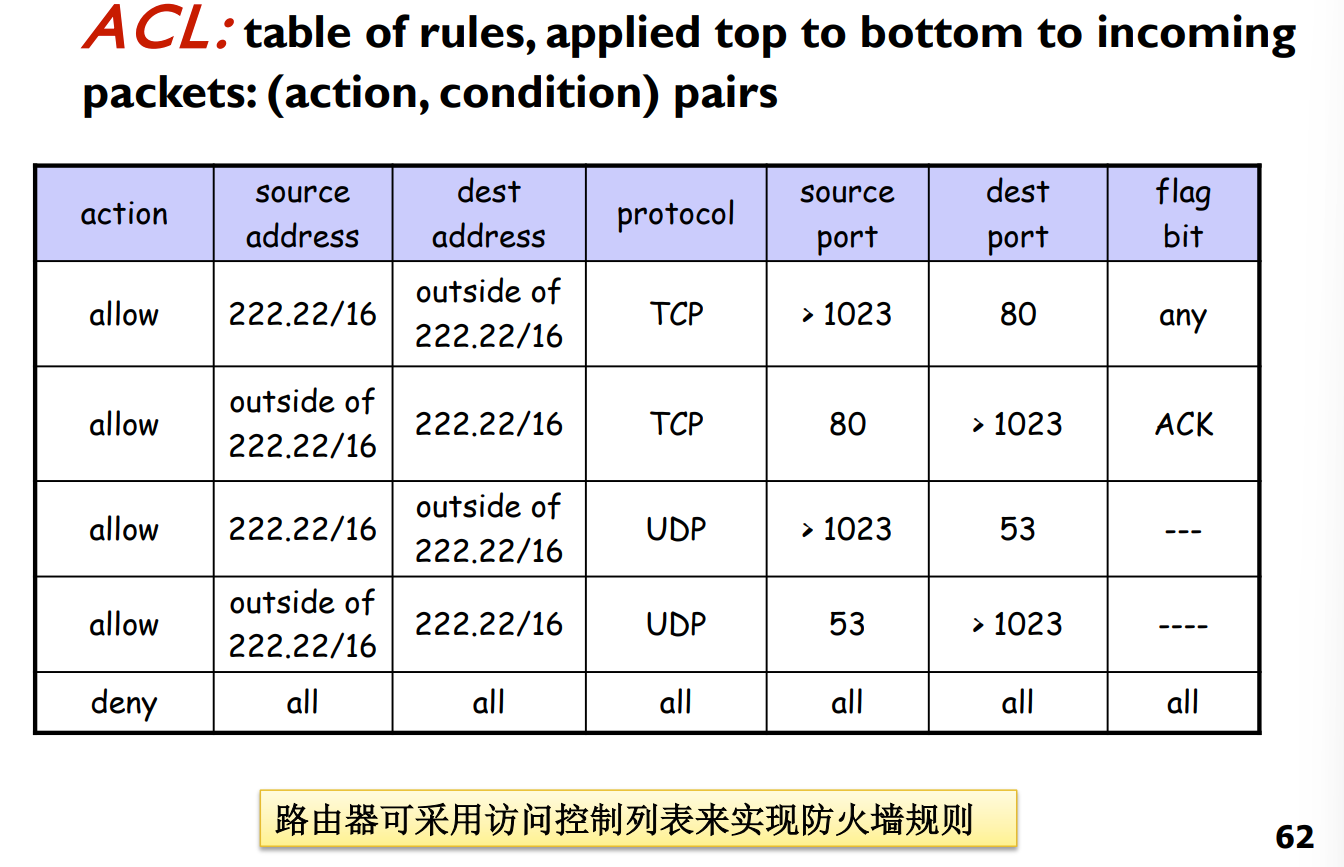 ACL: table of rules, applied top to bottom to incoming
packets: (action, condition) pairs
action source address dest address protocol source port dest port flag bit
allow 222.22/16 outside of 222.22/16 TCP > 1023 80 any
allow outside of 222.22/16 222.22/16 TCP 80 > 1023 ACK
allow 222.22/16 outside of 222.22/16 UDP > 1023 53 ---
allow outside of 222.22/16 222.22/16 UDP 53 > 1023 ----
deny all all all all all all
路由器可采用访问控制列表来实现防火墙规则
62